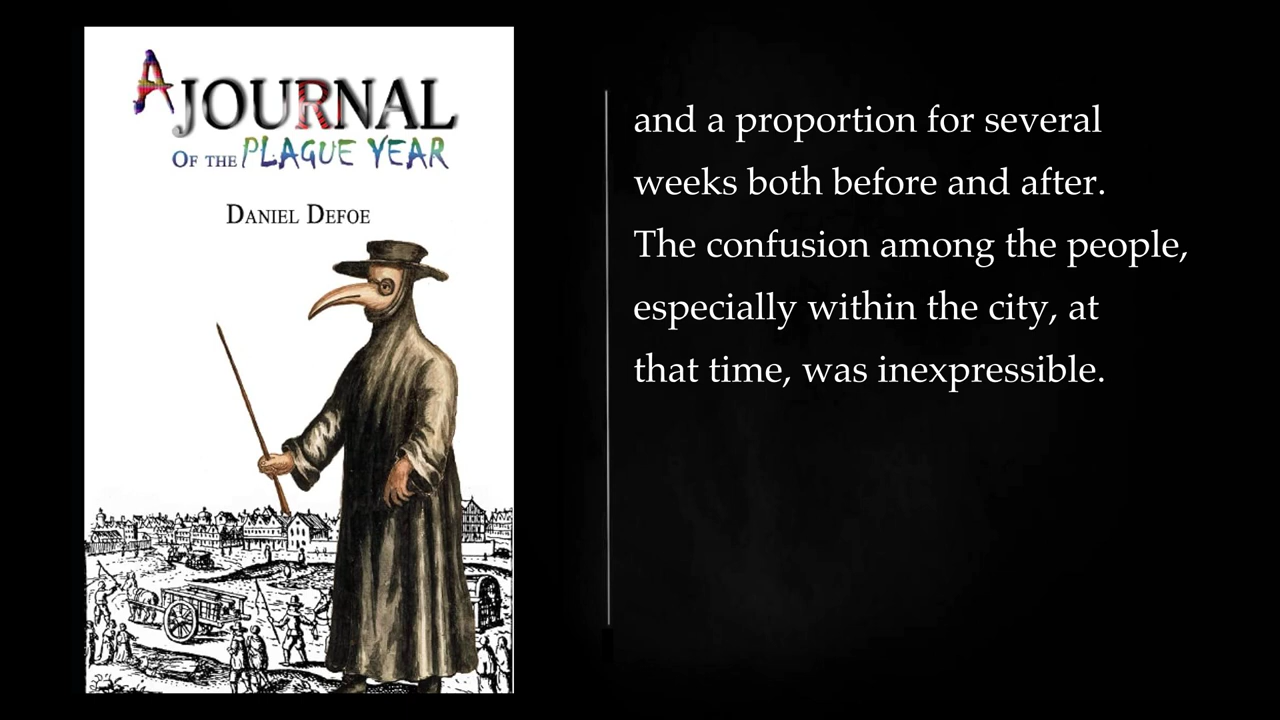 A JOURNAL
OF THE PLAGUE YEAR
DANIEL DEFOE
and a proportion for several
weeks both before and after.
The confusion among the people,
especially within the city, at
that time, was inexpressible.